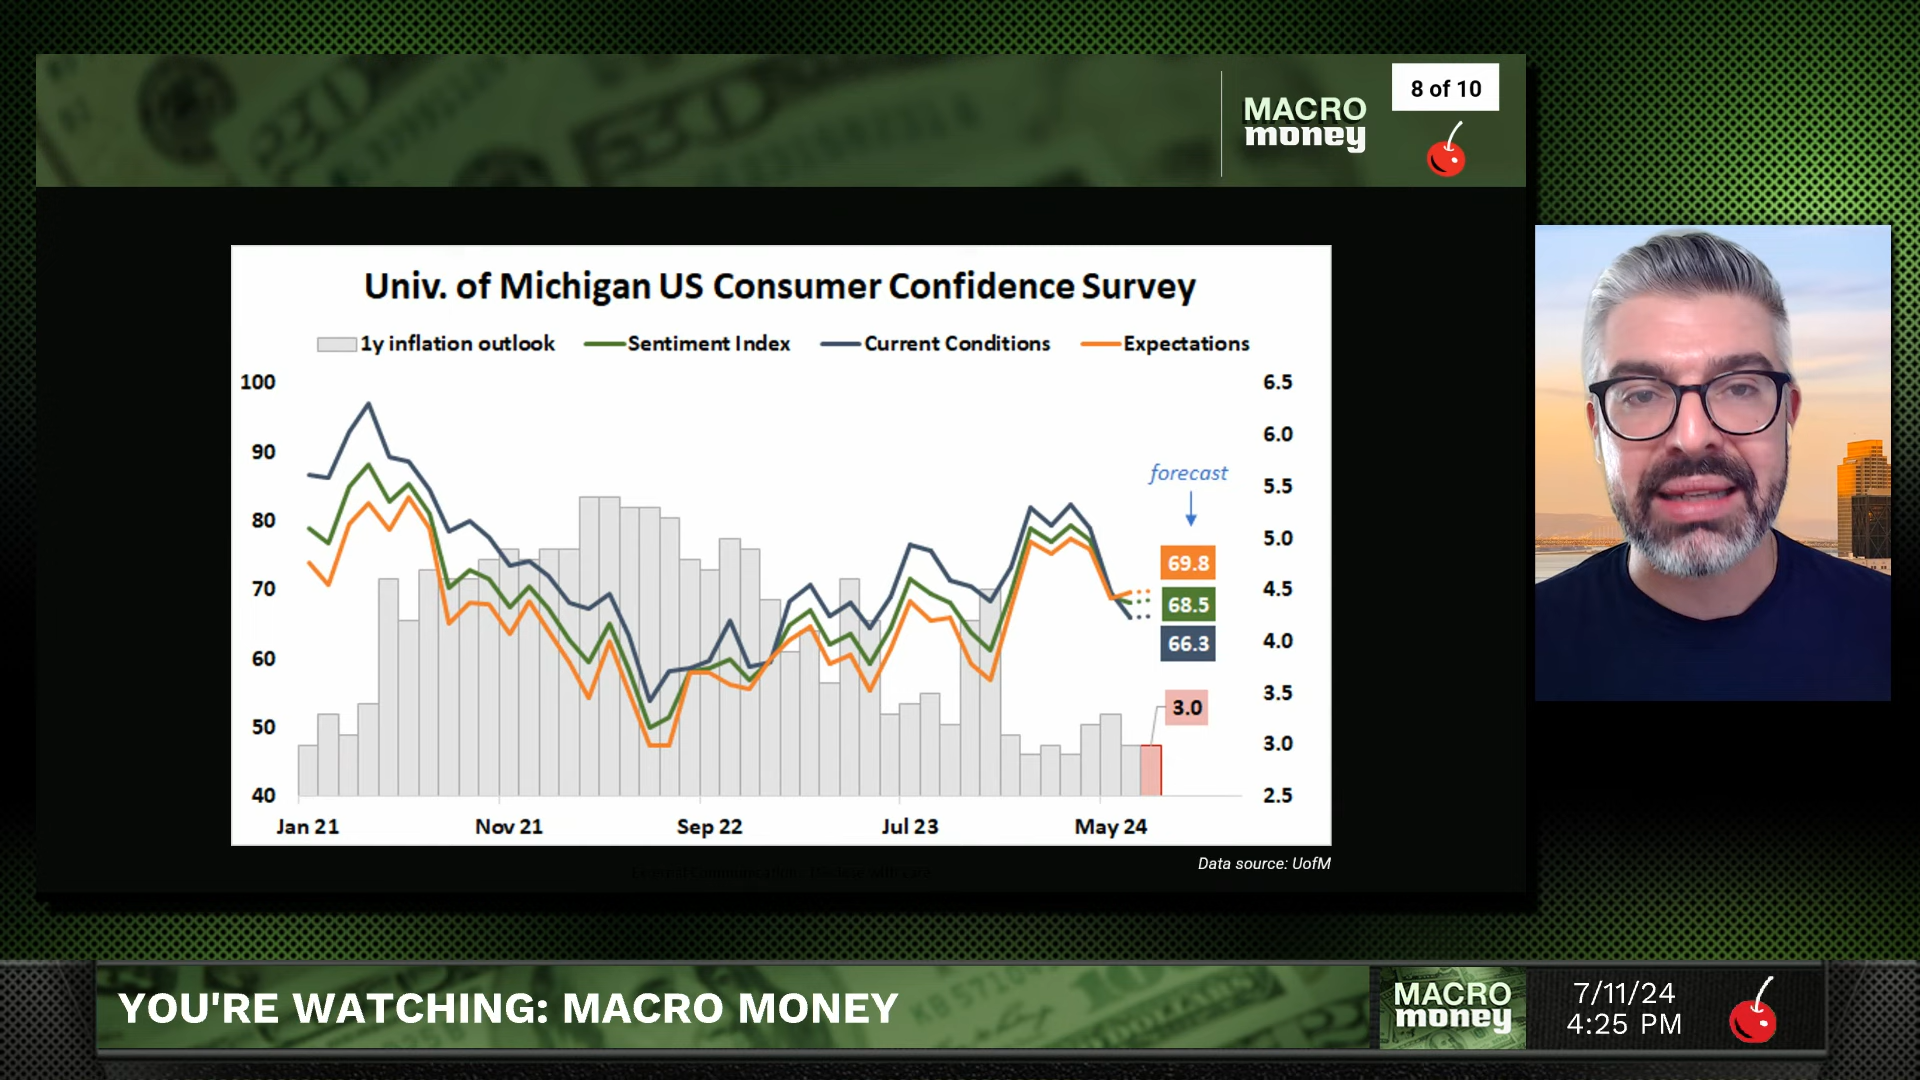 MACRO
money
8 of 10
Univ. of Michigan US Consumer Confidence Survey
1y inflation outlook Sentiment Index Current Conditions Expectations
100 6.5
6.0
90
forecast
5.5
80
5.0
69.8
70 4.5
68.5
66.3
60 4.0
3.5
3.0
50
3.0
40 2.5
Jan 21 Nov 21 Sep 22 Jul 23 May 24
Data source: UofM
YOU'RE WATCHING: MACRO MONEY
MACRO
money
7/11/24
4:25 PM